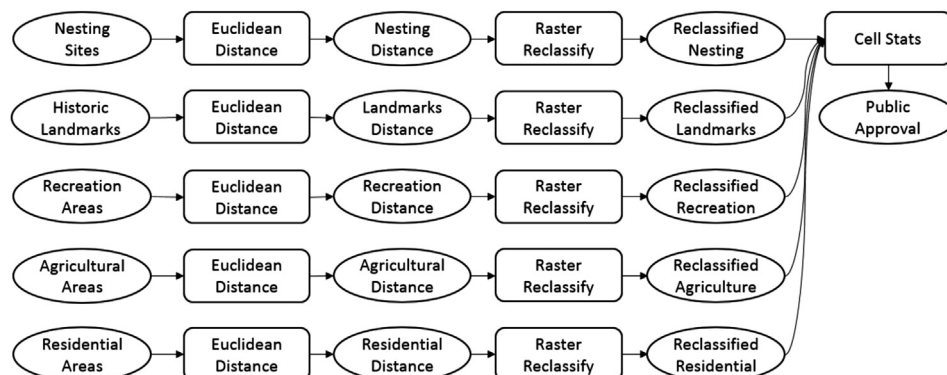 Nesting
Sites
Euclidean
Distance
Nesting
Distance
Raster
Reclassify
Reclassified
Nesting
Cell Stats
Historic
Landmarks
Euclidean
Distance
Landmarks
Distance
Raster
Reclassify
Reclassified
Landmarks
Public
Approval
Recreation
Areas
Euclidean
Distance
Recreation
Distance
Raster
Reclassify
Reclassified
Recreation
Agricultural
Areas
Euclidean
Distance
Agricultural
Distance
Raster
Reclassify
Reclassified
Agriculture
Residential
Areas
Euclidean
Distance
Residential
Distance
Raster
Reclassify
Reclassified
Residential